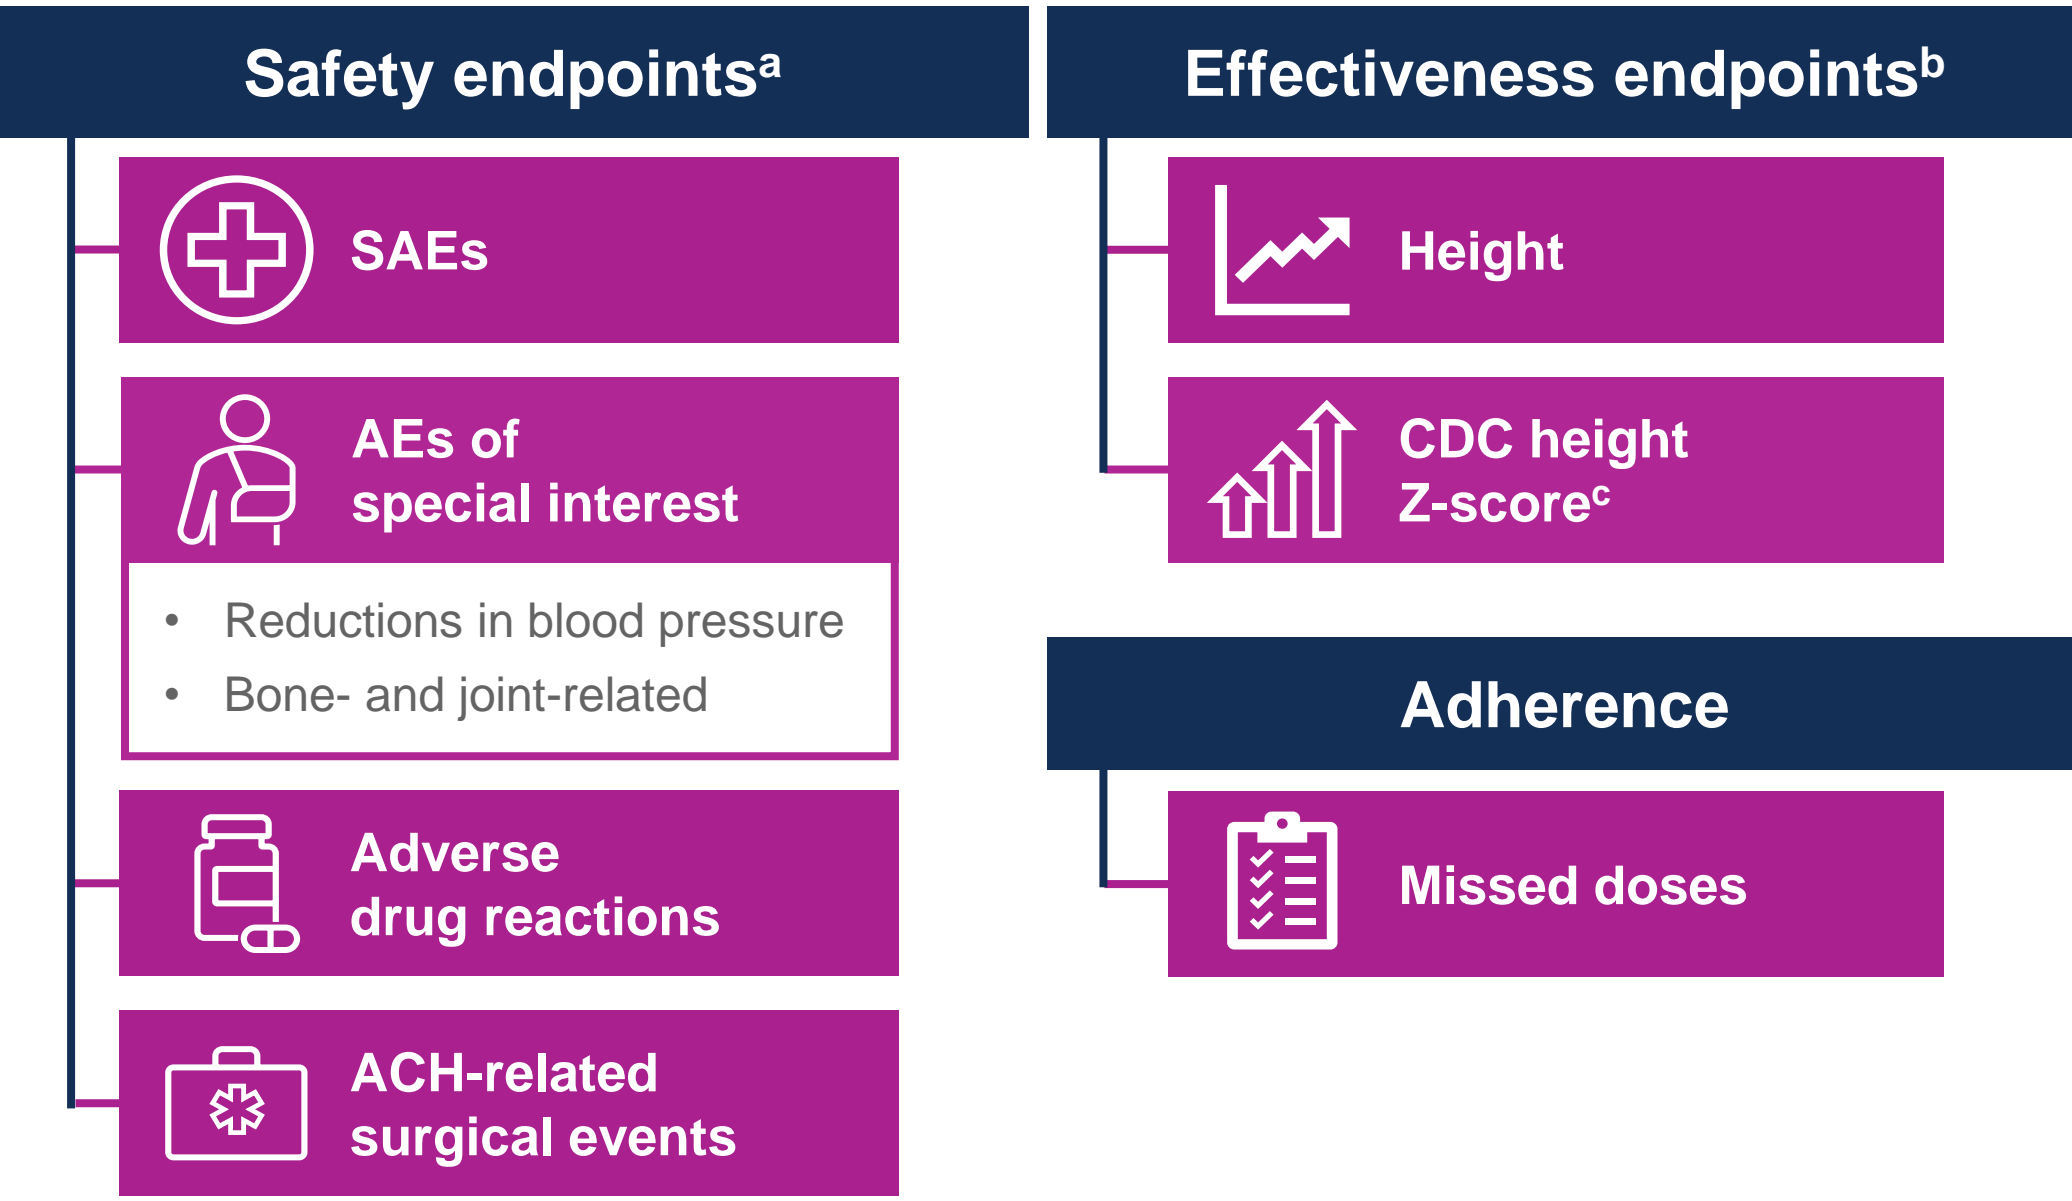 Safety endpointsᵃ
SAEs
AEs of
special interest
• Reductions in blood pressure
• Bone- and joint-related
Adverse
drug reactions
ACH-related
surgical events
Effectiveness endpointsᵇ
Height
CDC height
Z-scoreᶜ
Adherence
Missed doses